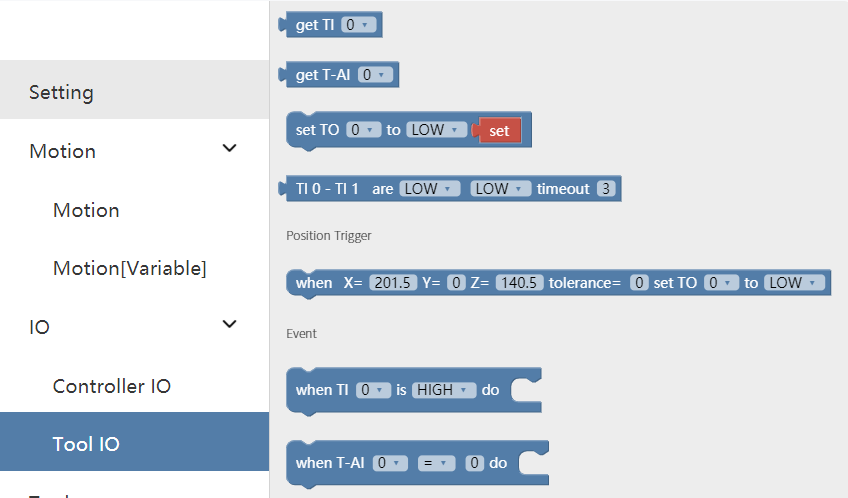 Setting
Motion
Motion
Motion[Variable]
IO
Controller IO
Tool IO
get TI 0
get T-AI 0
set TO 0 to LOW set
TI 0 - TI 1 are LOW LOW timeout 3
Position Trigger
when X= 201.5 Y= 0 Z= 140.5 tolerance= 0 set TO 0 to LOW
Event
when TI 0 is HIGH do
when T-AI 0 = 0 do